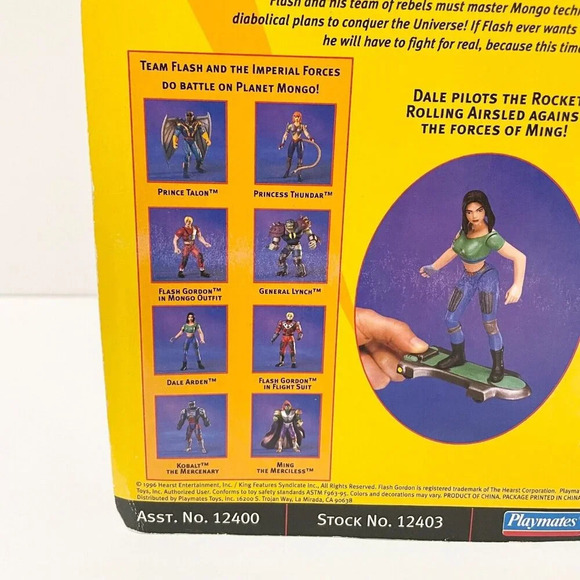 Flash and his team of rebels must master Mongo tech
diabolical plans to conquer the Universe! If Flash ever wants
he will have to fight for real, because this tim
TEAM FLASH AND THE IMPERIAL FORCES
DO BATTLE ON PLANET MONGO!
DALE PILOTS THE ROCKET
ROLLING AIRSLED AGAINS
THE FORCES OF MING!
PRINCE TALON™
PRINCESS THUNDAR™
FLASH GORDON™
IN MONGO OUTFIT
GENERAL LYNCH™
DALE ARDEN™
FLASH GORDON™
IN FLIGHT SUIT
KOBALT™
THE MERCENARY
MING
THE MERCILESS™
© 1996 Hearst Entertainment, Inc. / King Features Syndicate Inc., All Rights Reserved. Flash Gordon is registered trademark of The Hearst Corporation. Playma
Toys, Inc. Authorized User. Conforms to toy safety standards ASTM F963-95. Colors and decorations may vary. PRODUCT OF CHINA. PACKAGE PRINTED IN CHINA
Distributed by Playmates Toys, Inc. 16200 S. Trojan Way, La Mirada, CA 90638
ASST. NO. 12400
STOCK NO. 12403
Playmates